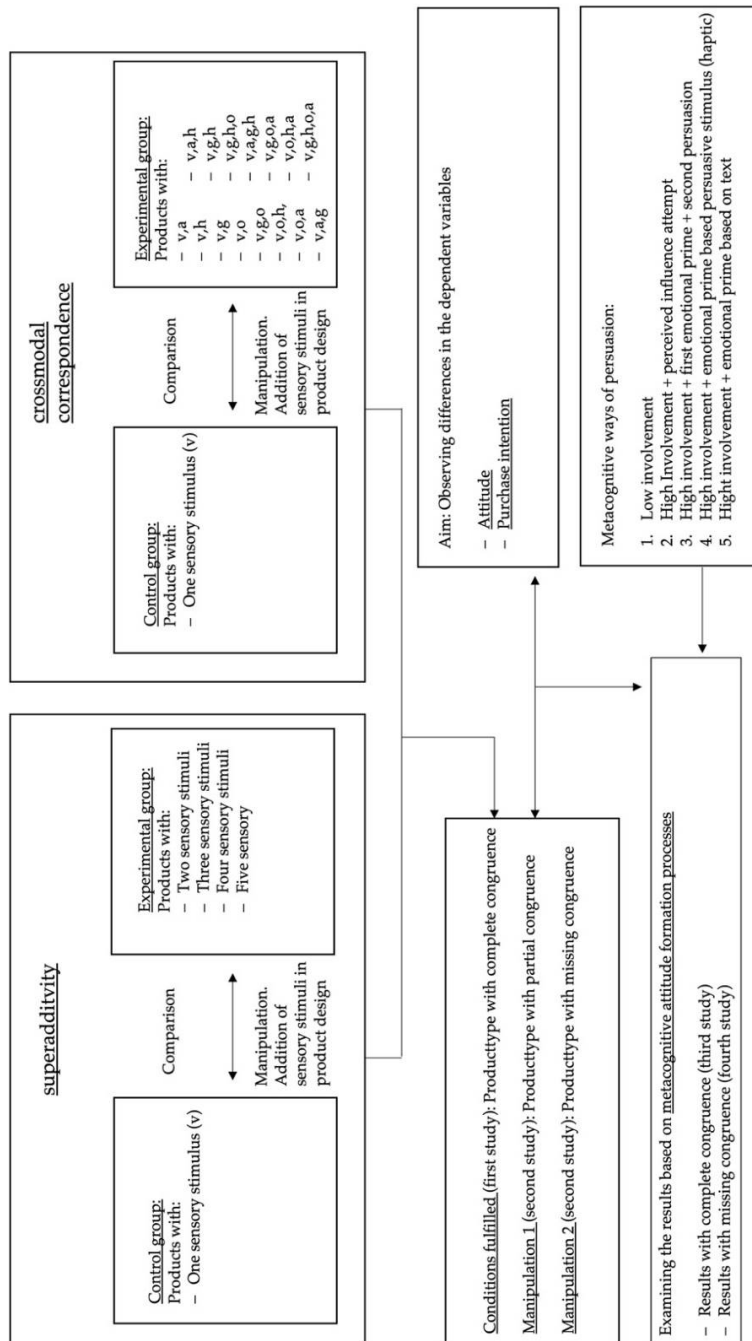 superadditvity
Control group:
Products with:
– One sensory stimulus (v)
Comparison
Manipulation.
Addition of
sensory stimuli in
product design
Experimental group:
Products with:
– Two sensory stimuli
– Three sensory stimuli
– Four sensory stimuli
– Five sensory
crossmodal
correspondence
Control group:
Products with:
– One sensory stimulus (v)
Comparison
Manipulation.
Addition of
sensory stimuli in
product design
Experimental group:
Products with:
– v,a
– v,h
– v,g
– v,o
– v,g,o
– v,o,h,
– v,o,a
– v,a,g
– v,a,h
– v,g,h
– v,g,h,o
– v,a,g,h
– v,g,o,a
– v,o,h,a
– v,g,h,o,a
Conditions fulfilled (first study): Producttype with complete congruence
Manipulation 1 (second study): Producttype with partial congruence
Manipulation 2 (second study): Producttype with missing congruence
Aim: Observing differences in the dependent variables
– Attitude
– Purchase intention
Examining the results based on metacognitive attitude formation processes
– Results with complete congruence (third study)
– Results with missing congruence (fourth study)
Metacognitive ways of persuasion:
1. Low involvement
2. High Involvement + perceived influence attempt
3. High involvement + first emotional prime + second persuasion
4. High involvement + emotional prime based persuasive stimulus (haptic)
5. Hight involvement + emotional prime based on text